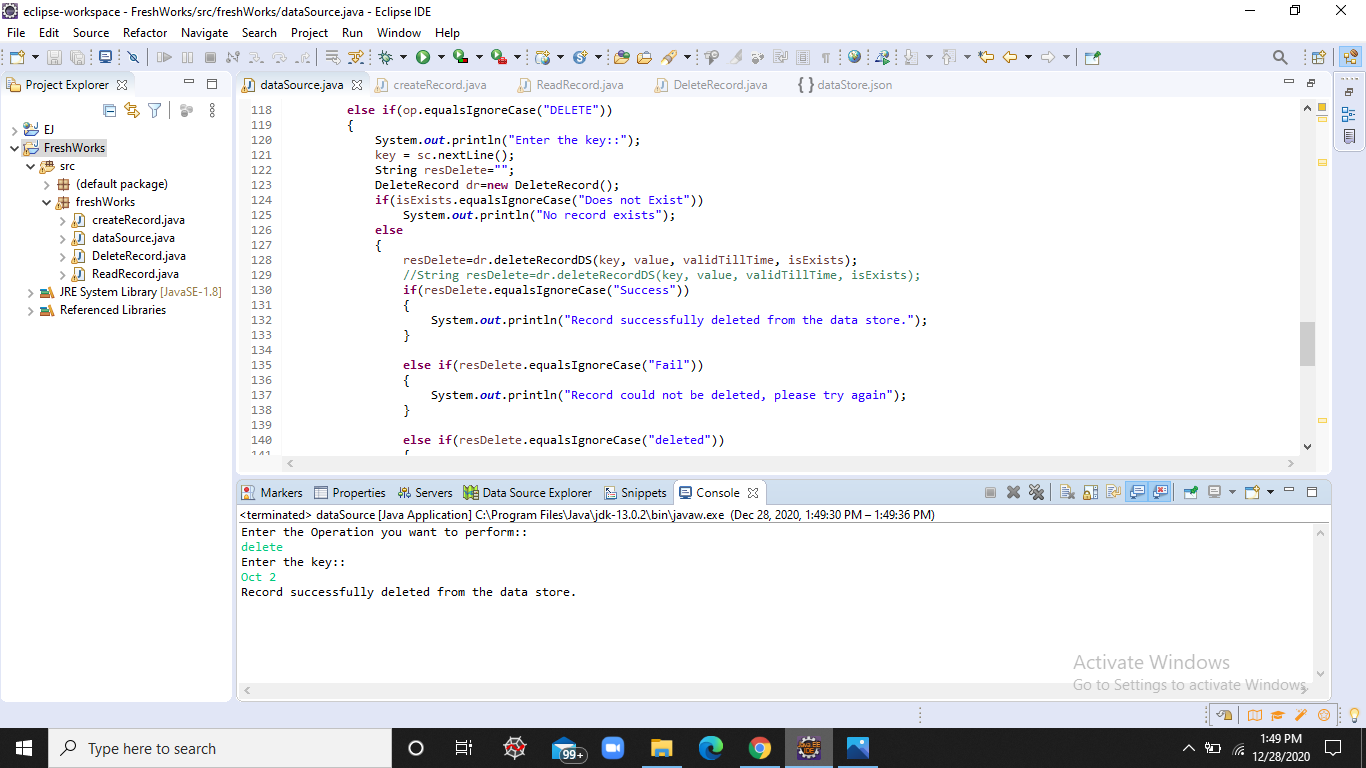 eclipse-workspace - FreshWorks/src/freshWorks/dataSource.java - Eclipse IDE
File Edit Source Refactor Navigate Search Project Run Window Help
Project Explorer
EJ
FreshWorks
src
(default package)
freshWorks
createRecord.java
dataSource.java
DeleteRecord.java
ReadRecord.java
JRE System Library [JavaSE-1.8]
Referenced Libraries
dataSource.java createRecord.java ReadRecord.java DeleteRecord.java { } dataStore.json
118 else if(op.equalsIgnoreCase("DELETE"))
119 {
120 System.out.println("Enter the key::");
121 key = sc.nextLine();
122 String resDelete="";
123 DeleteRecord dr=new DeleteRecord();
124 if(isExists.equalsIgnoreCase("Does not Exist"))
125 System.out.println("No record exists");
126 else
127 {
128 resDelete=dr.deleteRecordDS(key, value, validTillTime, isExists);
129 //String resDelete=dr.deleteRecordDS(key, value, validTillTime, isExists);
130 if(resDelete.equalsIgnoreCase("Success"))
131 {
132 System.out.println("Record successfully deleted from the data store.");
133 }
134
135 else if(resDelete.equalsIgnoreCase("Fail"))
136 {
137 System.out.println("Record could not be deleted, please try again");
138 }
139
140 else if(resDelete.equalsIgnoreCase("deleted"))
141 {
Markers Properties Servers Data Source Explorer Snippets Console
<terminated> dataSource [Java Application] C:\Program Files\Java\jdk-13.0.2\bin\javaw.exe (Dec 28, 2020, 1:49:30 PM – 1:49:36 PM)
Enter the Operation you want to perform::
delete
Enter the key::
Oct 2
Record successfully deleted from the data store.
Activate Windows
Go to Settings to activate Windows.
Type here to search
99+
Java EE
IDE
1:49 PM
12/28/2020